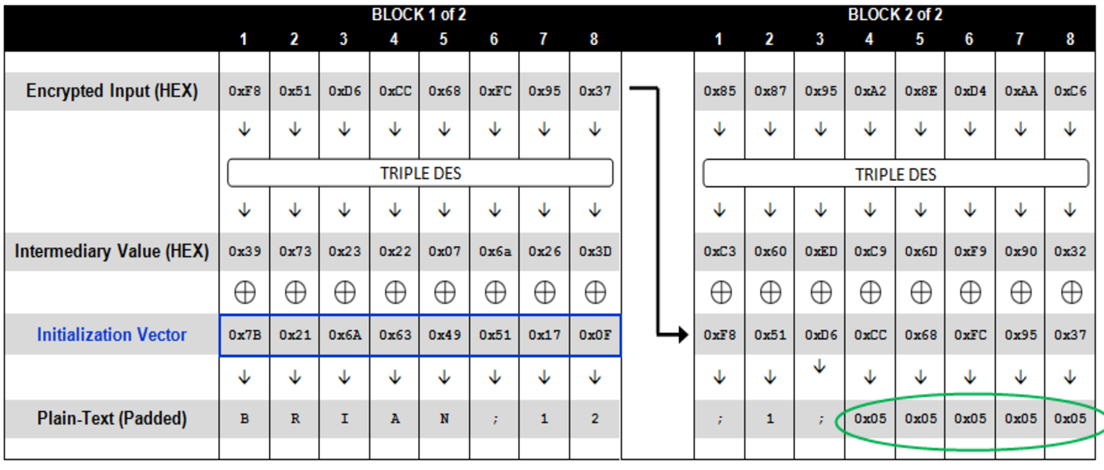 BLOCK 1 of 2 BLOCK 2 of 2
1 2 3 4 5 6 7 8 1 2 3 4 5 6 7 8
Encrypted Input (HEX) 0xF8 0x51 0xD6 0xCC 0x68 0xFC 0x95 0x37 0x85 0x87 0x95 0xA2 0x8E 0xD4 0xAA 0xC6
TRIPLE DES TRIPLE DES
Intermediary Value (HEX) 0x39 0x73 0x23 0x22 0x07 0x6a 0x26 0x3D 0xC3 0x60 0xED 0xC9 0x6D 0xF9 0x90 0x32
Initialization Vector 0x7B 0x21 0x6A 0x63 0x49 0x51 0x17 0x0F 0xF8 0x51 0xD6 0xCC 0x68 0xFC 0x95 0x37
Plain-Text (Padded) B R I A N ; 1 2 ; 1 ; 0x05 0x05 0x05 0x05 0x05